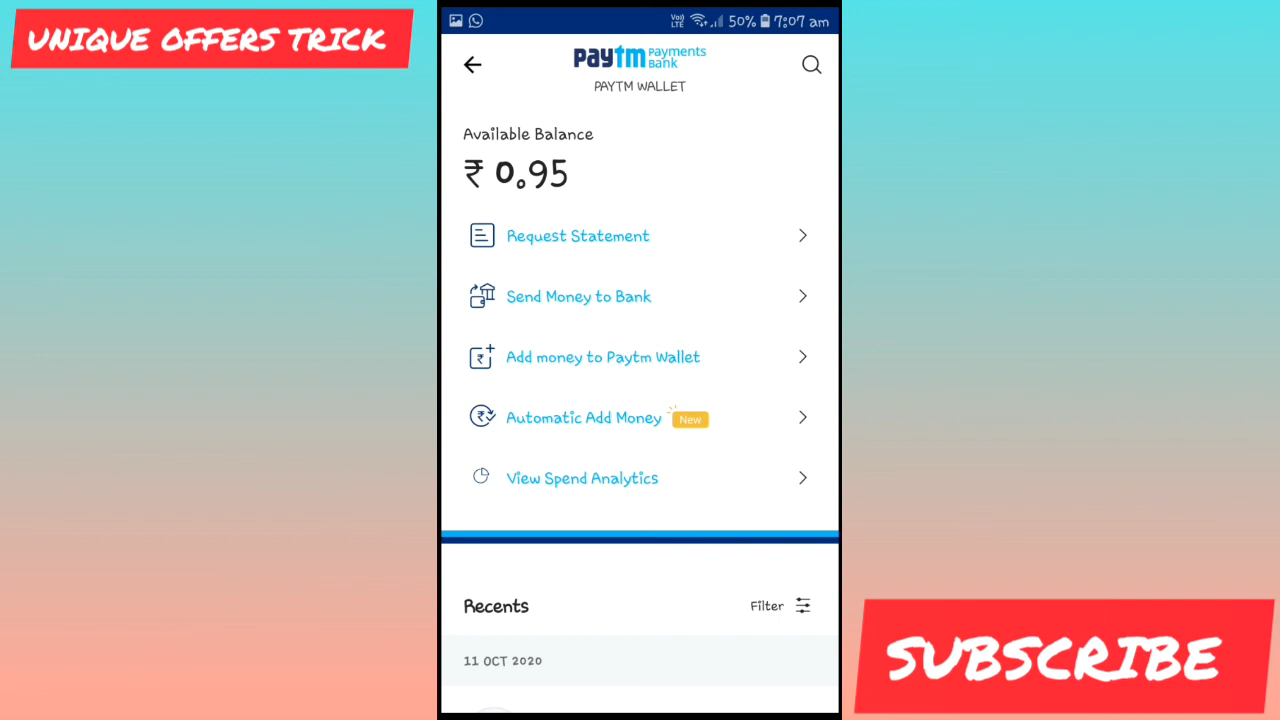 UNIQUE OFFERS TRICK
Vo) LTE 50% 7:07 am
Paytm Payments Bank
PAYTM WALLET
Available Balance
₹ 0.95
Request Statement
Send Money to Bank
Add money to Paytm Wallet
Automatic Add Money New
View Spend Analytics
Recents
Filter
11 OCT 2020
SUBSCRIBE